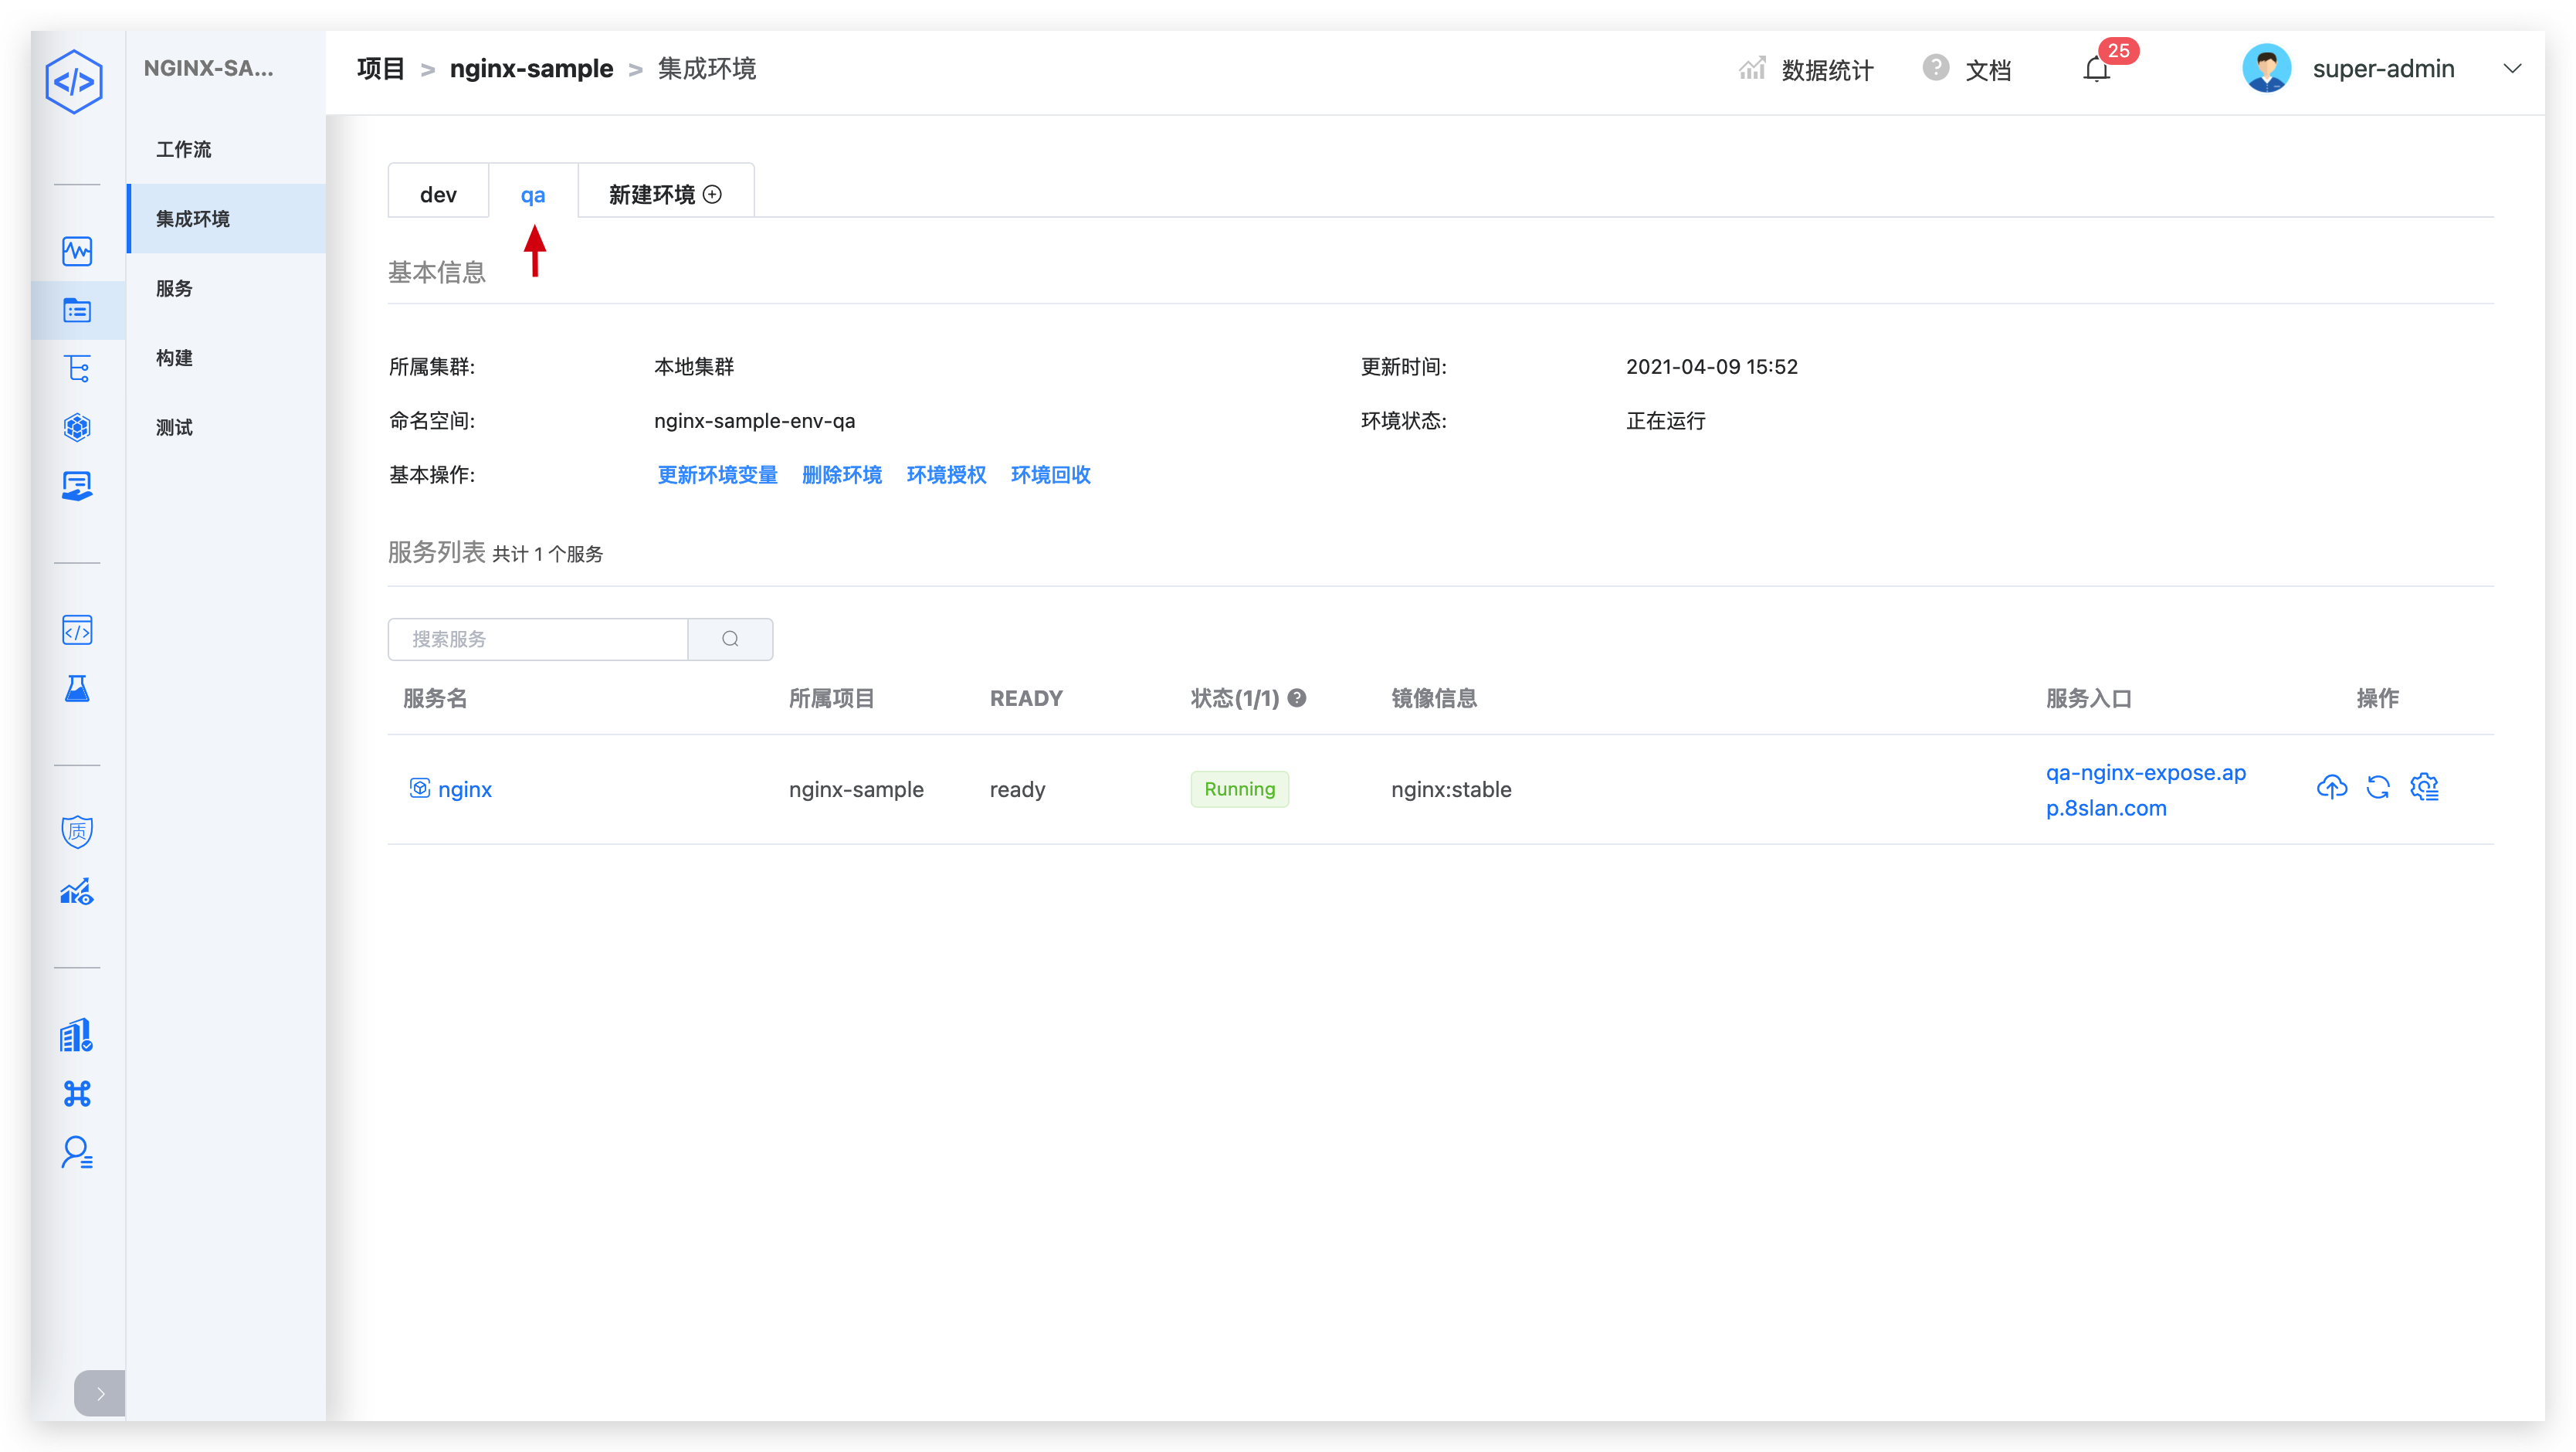 NGINX-SA...
项目 > nginx-sample > 集成环境
数据统计
文档
25
super-admin
工作流
集成环境
服务
构建
测试
dev
qa
新建环境
基本信息
所属集群: 本地集群 更新时间: 2021-04-09 15:52
命名空间: nginx-sample-env-qa 环境状态: 正在运行
基本操作: 更新环境变量 删除环境 环境授权 环境回收
服务列表 共计 1 个服务
搜索服务
服务名 所属项目 READY 状态(1/1) 镜像信息 服务入口 操作
nginx nginx-sample ready Running nginx:stable qa-nginx-expose.ap
p.8slan.com
质